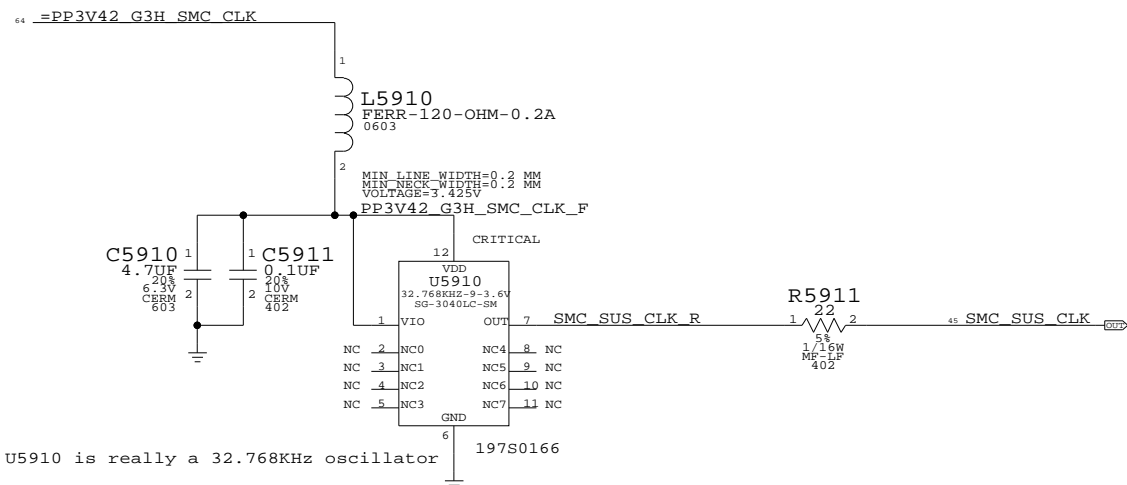 64 =PP3V42_G3H_SMC_CLK
1
L5910
FERR-120-OHM-0.2A
0603
2
MIN_LINE_WIDTH=0.2 MM
MIN_NECK_WIDTH=0.2 MM
VOLTAGE=3.425V
PP3V42_G3H_SMC_CLK_F
CRITICAL
C5910 1
4.7UF
20%
6.3V 2
CERM
603
1 C5911
0.1UF
20%
2 10V
CERM
402
12
VDD
U5910
32.768KHZ-9-3.6V
SG-3040LC-SM
1 VIO OUT 7 SMC_SUS_CLK_R
R5911
1 22 2
5%
1/16W
MF-LF
402
45 SMC_SUS_CLK OUT
NC 2 NC0 NC4 8 NC
NC 3 NC1 NC5 9 NC
NC 4 NC2 NC6 10 NC
NC 5 NC3 NC7 11 NC
GND
6
197S0166
U5910 is really a 32.768KHz oscillator